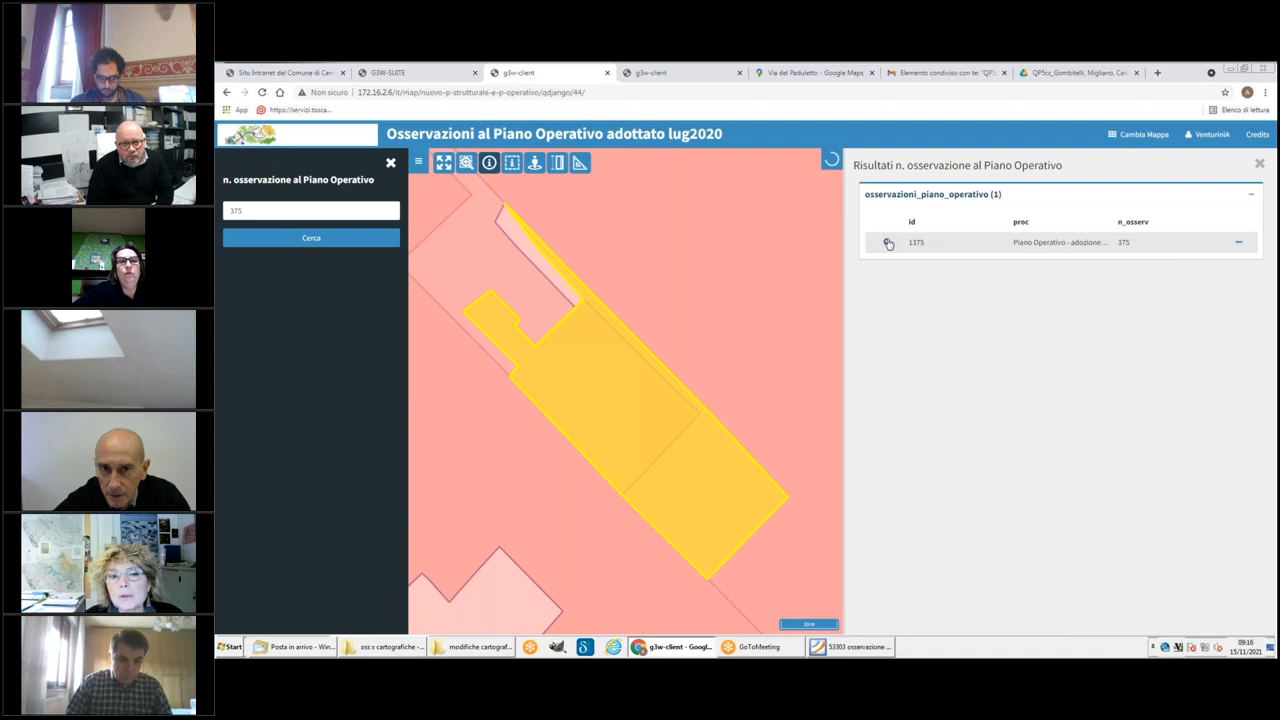 Sito Intranet del Comune di Cam
G3W-SUITE
g3w-client
g3w-client
Via del Paduletto - Google Maps
Elemento condiviso con te: "QP5
QP5cc_Gombitelli, Migliano, Cas
Non sicuro | 172.16.2.6/it/map/nuovo-p-strutturale-e-p-operativo/qdjango/44/
A
App
https://servizi.tosca...
Elenco di lettura
Osservazioni al Piano Operativo adottato lug2020
Cambia Mappa
VenturiniA
Credits
n. osservazione al Piano Operativo
375
Cerca
Risultati n. osservazione al Piano Operativo
osservazioni_piano_operativo (1)
id proc n_osserv
1375 Piano Operativo - adozione... 375
10 m
Start
Posta in arrivo - Win...
oss x cartografiche -...
modifiche cartograf...
g3w-client - Googl...
GoToMeeting
53303 osservazione ...
09:16
15/11/2021